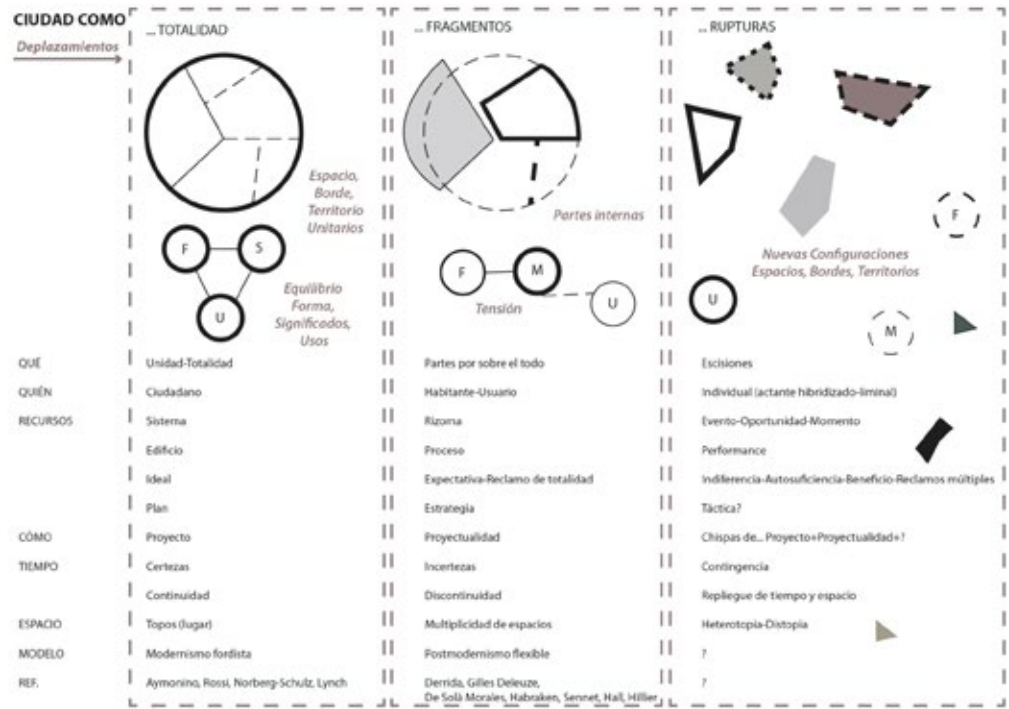 CIUDAD COMO
Deplazamientos
... TOTALIDAD
Espacio,
Borde,
Territorio
Unitarios
F
S
U
Equilibrio
Forma,
Significados,
Usos
... FRAGMENTOS
Partes internas
F
M
U
Tensión
... RUPTURAS
F
Nuevas Configuraciones
Espacios, Bordes, Territorios
U
M
QUÉ Unidad-Totalidad Partes por sobre el todo Escisiones
QUIÉN Ciudadano Habitante-Usuario Individual (actante hibridizado-liminal)
RECURSOS Sistema Rizoma Evento-Oportunidad-Momento
Edificio Proceso Performance
Ideal Expectativa-Reclamo de totalidad Indiferencia-Autosuficiencia-Beneficio-Reclamos múltiples
Plan Estrategia Táctica?
CÓMO Proyecto Proyectualidad Chispas de... Proyecto+Proyectualidad+?
TIEMPO Certezas Incertezas Contingencia
Continuidad Discontinuidad Repliegue de tiempo y espacio
ESPACIO Topos (lugar) Multiplicidad de espacios Heterotopia-Distopia
MODELO Modernismo fordista Postmodernismo flexible ?
REF. Aymonino, Rossi, Norberg-Schulz, Lynch Derrida, Gilles Deleuze, ?
De Solà Morales, Habraken, Sennet, Hall, Hillier